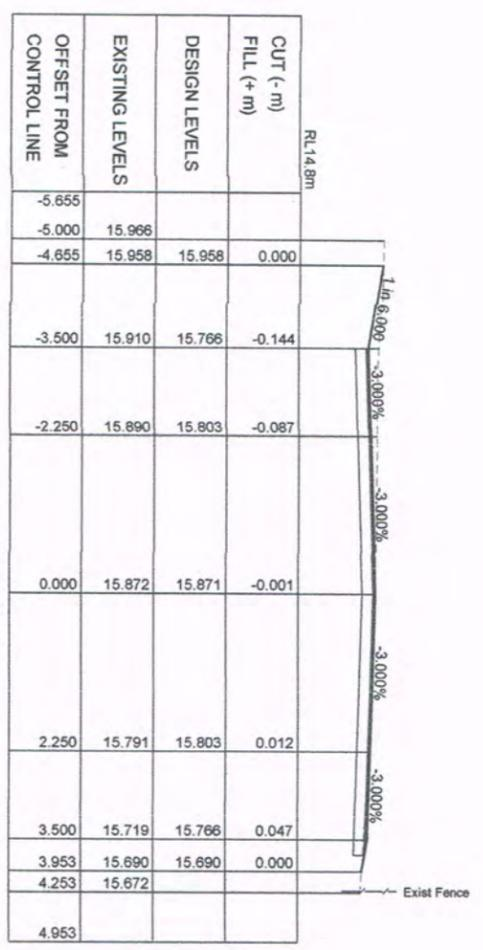 OFFSET FROM
CONTROL LINE
EXISTING LEVELS
DESIGN LEVELS
CUT (- m)
FILL (+ m)
RL14.8m
-5.655
-5.000 15.966
-4.655 15.958 15.958 0.000
1 in 6.000
-3.500 15.910 15.766 -0.144
-3.000%
-2.250 15.890 15.803 -0.087
-3.000%
0.000 15.872 15.871 -0.001
-3.000%
2.250 15.791 15.803 0.012
-3.000%
3.500 15.719 15.766 0.047
3.953 15.690 15.690 0.000
4.253 15.672
Exist Fence
4.953